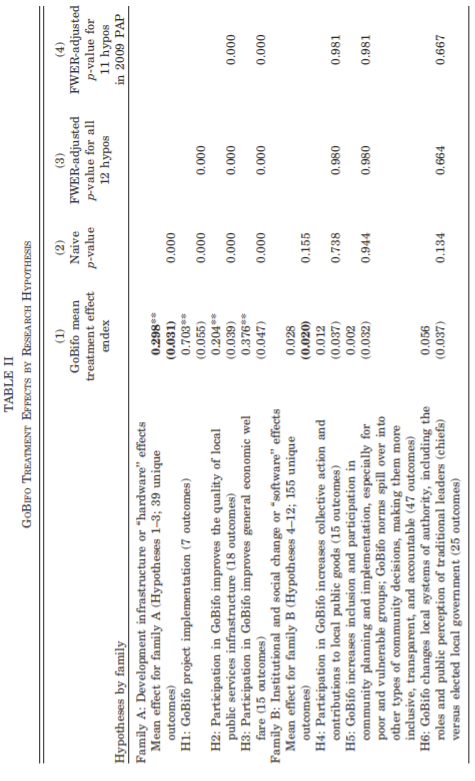 TABLE II
GOBIFO TREATMENT EFFECTS BY RESEARCH HYPOTHESIS
(1) (2) (3) (4)
GoBifo mean Naive FWER-adjusted FWER-adjusted
treatment effect p-value p-value for all p-value for
endex 12 hypos 11 hypos
Hypotheses by family in 2009 PAP
Family A: Development infrastructure or "hardware" effects
Mean effect for family A (Hypotheses 1–3; 39 unique 0.298**
outcomes) (0.031) 0.000
H1: GoBifo project implementation (7 outcomes) 0.703**
(0.055) 0.000 0.000
H2: Participation in GoBifo improves the quality of local 0.204**
public services infrastructure (18 outcomes) (0.039) 0.000 0.000 0.000
H3: Participation in GoBifo improves general economic wel 0.376**
fare (15 outcomes) (0.047) 0.000 0.000 0.000
Family B: Institutional and social change or "software" effects
Mean effect for family B (Hypotheses 4–12; 155 unique 0.028
outcomes) (0.020) 0.155
H4: Participation in GoBifo increases collective action and 0.012
contributions to local public goods (15 outcomes) (0.037) 0.738 0.980 0.981
H5: GoBifo increases inclusion and participation in 0.002
community planning and implementation, especially for (0.032) 0.944 0.980 0.981
poor and vulnerable groups; GoBifo norms spill over into
other types of community decisions, making them more
inclusive, transparent, and accountable (47 outcomes)
H6: GoBifo changes local systems of authority, including the 0.056
roles and public perception of traditional leaders (chiefs) (0.037) 0.134 0.664 0.667
versus elected local government (25 outcomes)